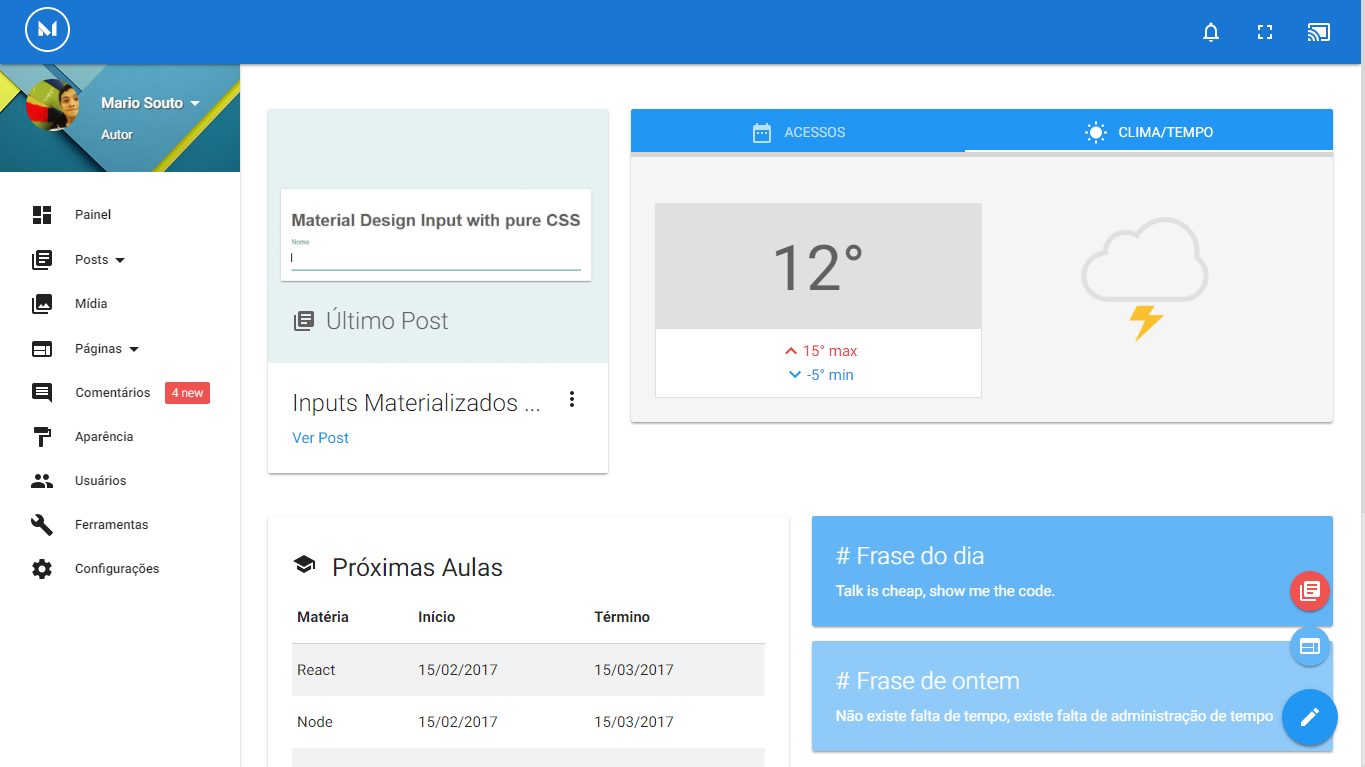 M
Mario Souto
Autor
Painel
Posts
Mídia
Páginas
Comentários 4 new
Aparência
Usuários
Ferramentas
Configurações
Material Design Input with pure CSS
Nome
Último Post
Inputs Materializados ...
Ver Post
ACESSOS CLIMA/TEMPO
12°
15° max
-5° min
Próximas Aulas
Matéria Início Término
React 15/02/2017 15/03/2017
Node 15/02/2017 15/03/2017
# Frase do dia
Talk is cheap, show me the code.
# Frase de ontem
Não existe falta de tempo, existe falta de administração de tempo